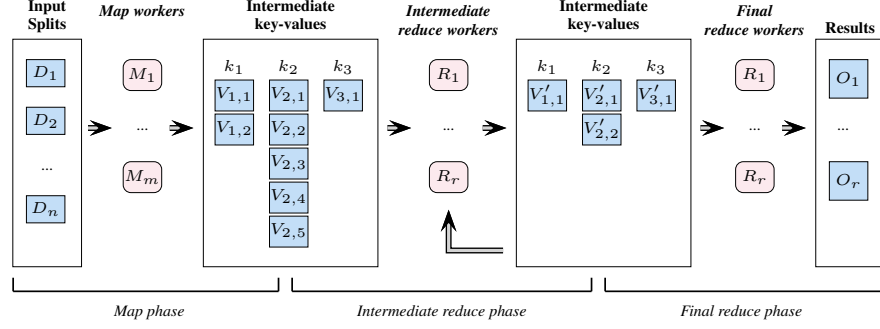 Input
Splits
Map workers
Intermediate
key-values
Intermediate
reduce workers
Intermediate
key-values
Final
reduce workers
Results
D1
D2
...
Dn
M1
...
Mm
k1 k2 k3
V1,1 V2,1 V3,1
V1,2 V2,2
V2,3
V2,4
V2,5
R1
...
Rr
k1 k2 k3
V′1,1 V′2,1 V′3,1
V′2,2
R1
...
Rr
O1
...
Or
Map phase
Intermediate reduce phase
Final reduce phase